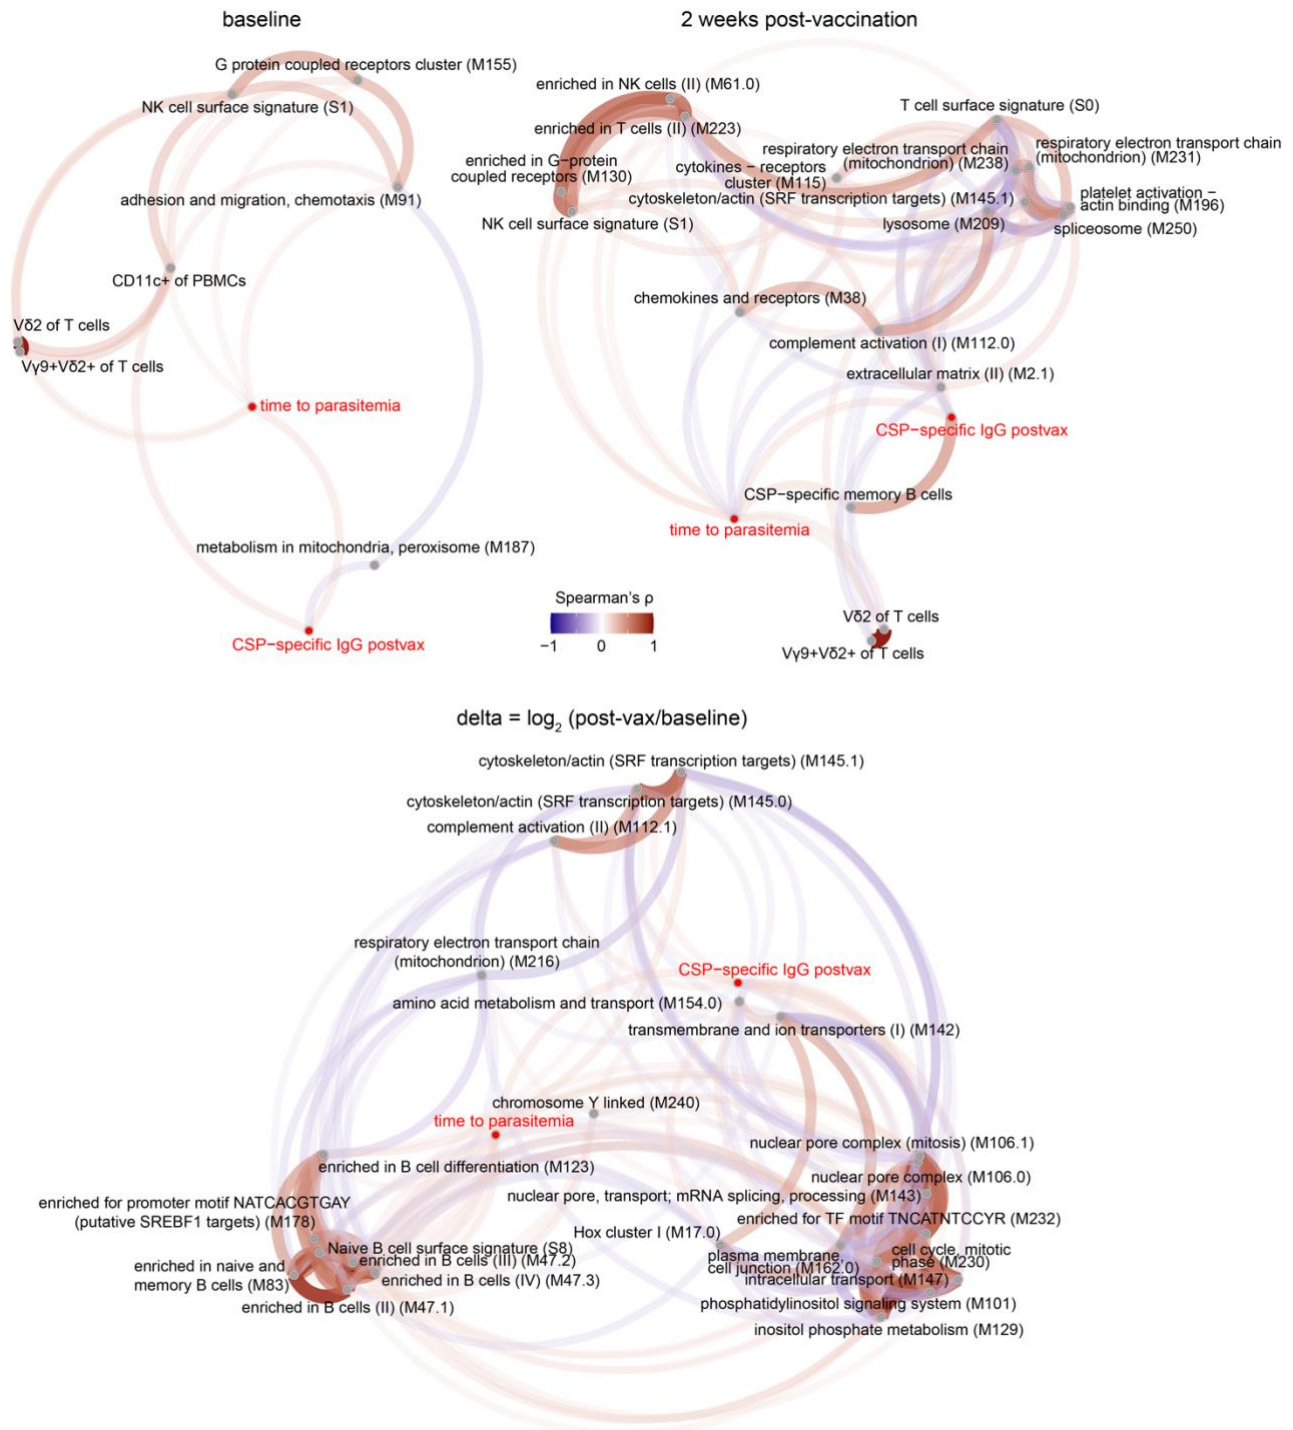 baseline
G protein coupled receptors cluster (M155)
NK cell surface signature (S1)
adhesion and migration, chemotaxis (M91)
CD11c+ of PBMCs
Vδ2 of T cells
Vγ9+Vδ2+ of T cells
time to parasitemia
metabolism in mitochondria, peroxisome (M187)
CSP−specific IgG postvax
2 weeks post-vaccination
enriched in NK cells (II) (M61.0)
enriched in T cells (II) (M223)
enriched in G−protein
coupled receptors (M130)
NK cell surface signature (S1)
T cell surface signature (S0)
respiratory electron transport chain
(mitochondrion) (M238)
respiratory electron transport chain
(mitochondrion) (M231)
cytokines − receptors
cluster (M115)
cytoskeleton/actin (SRF transcription targets) (M145.1)
platelet activation −
actin binding (M196)
lysosome (M209)
spliceosome (M250)
chemokines and receptors (M38)
complement activation (I) (M112.0)
extracellular matrix (II) (M2.1)
CSP−specific IgG postvax
CSP−specific memory B cells
time to parasitemia
Vδ2 of T cells
Vγ9+Vδ2+ of T cells
Spearman's ρ
−1 0 1
delta = log2 (post-vax/baseline)
cytoskeleton/actin (SRF transcription targets) (M145.1)
cytoskeleton/actin (SRF transcription targets) (M145.0)
complement activation (II) (M112.1)
respiratory electron transport chain
(mitochondrion) (M216)
CSP−specific IgG postvax
amino acid metabolism and transport (M154.0)
transmembrane and ion transporters (I) (M142)
chromosome Y linked (M240)
time to parasitemia
enriched in B cell differentiation (M123)
enriched for promoter motif NATCACGTGAY
(putative SREBF1 targets) (M178)
Naive B cell surface signature (S8)
enriched in B cells (III) (M47.2)
enriched in naive and
memory B cells (M83)
enriched in B cells (IV) (M47.3)
enriched in B cells (II) (M47.1)
nuclear pore complex (mitosis) (M106.1)
nuclear pore complex (M106.0)
nuclear pore, transport; mRNA splicing, processing (M143)
enriched for TF motif TNCATNTCCYR (M232)
Hox cluster I (M17.0)
plasma membrane,
cell junction (M162.0)
cell cycle, mitotic
phase (M230)
intracellular transport (M147)
phosphatidylinositol signaling system (M101)
inositol phosphate metabolism (M129)